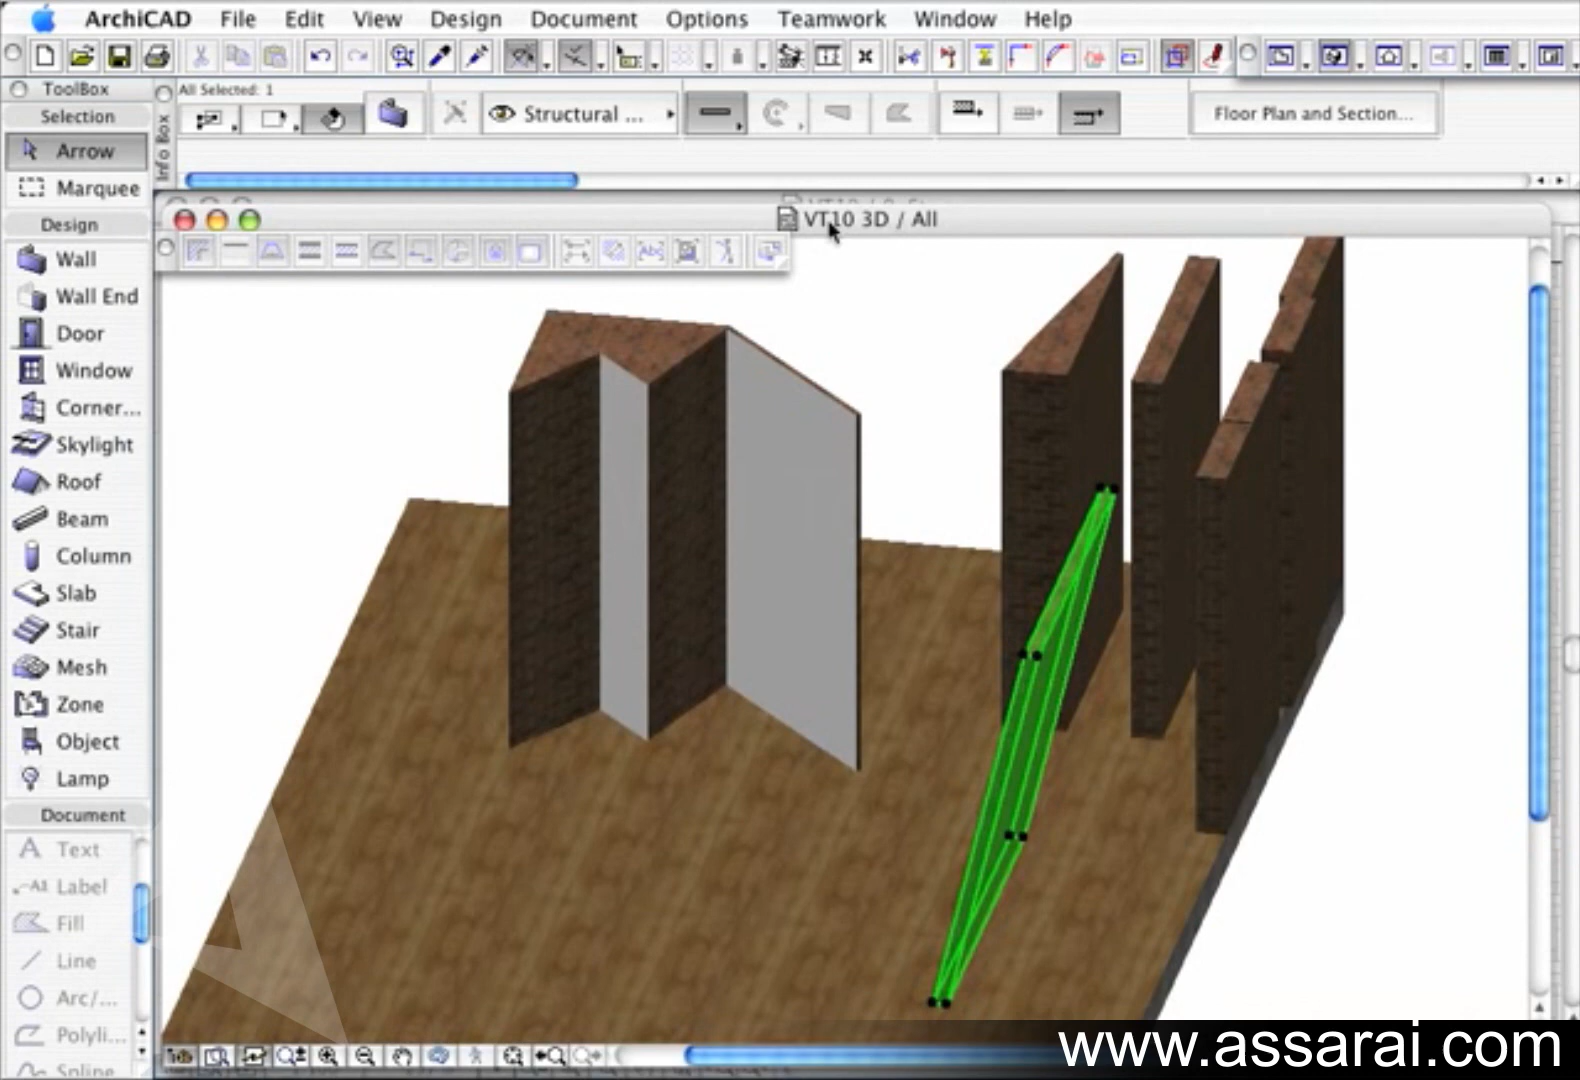 ArchiCAD File Edit View Design Document Options Teamwork Window Help
ToolBox
All Selected: 1
Selection
Info Box
Structural ...
Floor Plan and Section...
Arrow
Marquee
Design
VT10 3D / All
Wall
Wall End
Door
Window
Corner...
Skylight
Roof
Beam
Column
Slab
Stair
Mesh
Zone
Object
Lamp
Document
A Text
A1 Label
Fill
Line
Arc/...
Polyli...
Spline
www.assarai.com